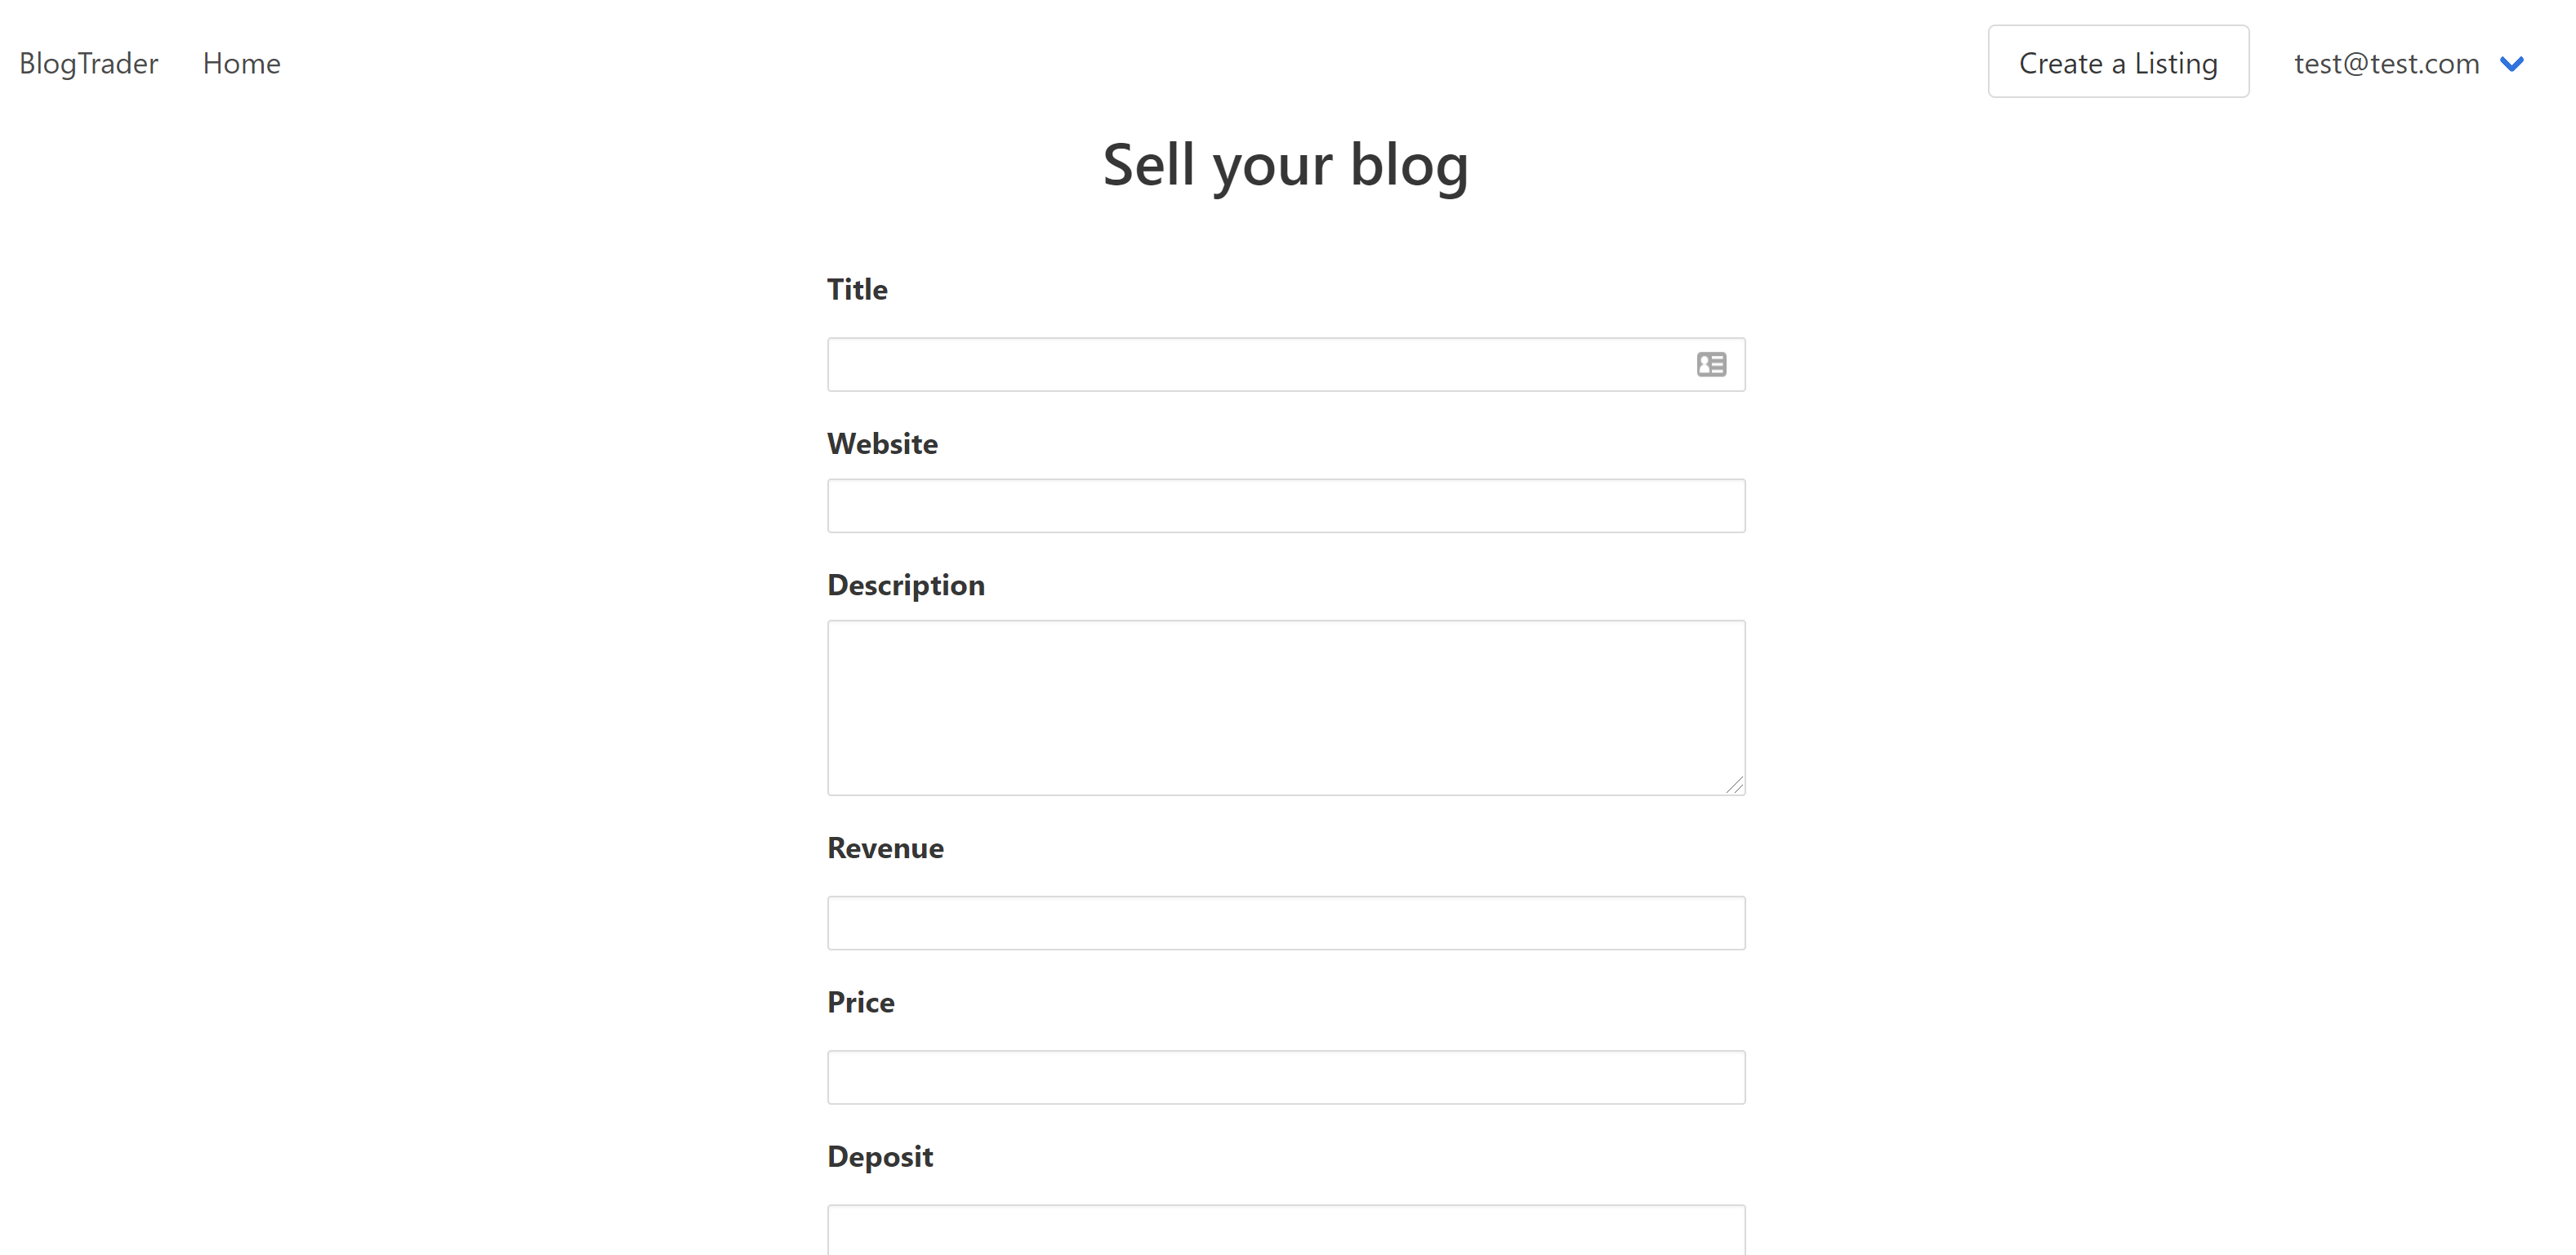 BlogTrader Home Create a Listing test@test.com
Sell your blog
Title
Website
Description
Revenue
Price
Deposit